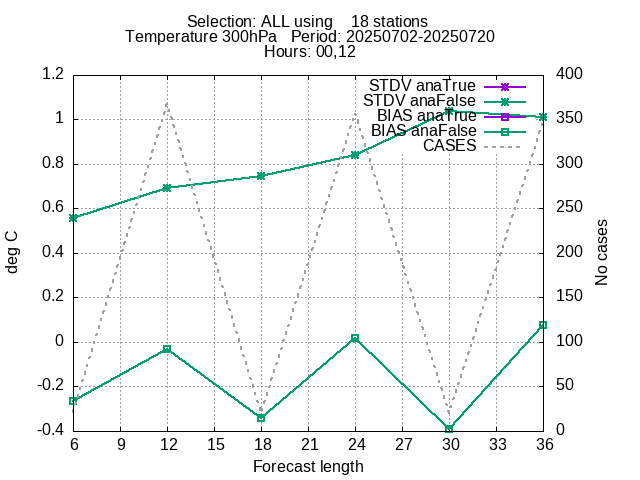 Selection: ALL using    18 stations
Temperature 300hPa   Period: 20250702-20250720
Hours: 00,12
STDV anaTrue
STDV anaFalse
BIAS anaTrue
BIAS anaFalse
CASES
1.2
1
0.8
0.6
0.4
0.2
0
-0.2
-0.4
deg C
400
350
300
250
200
150
100
50
0
No cases
6 9 12 15 18 21 24 27 30 33 36
Forecast length